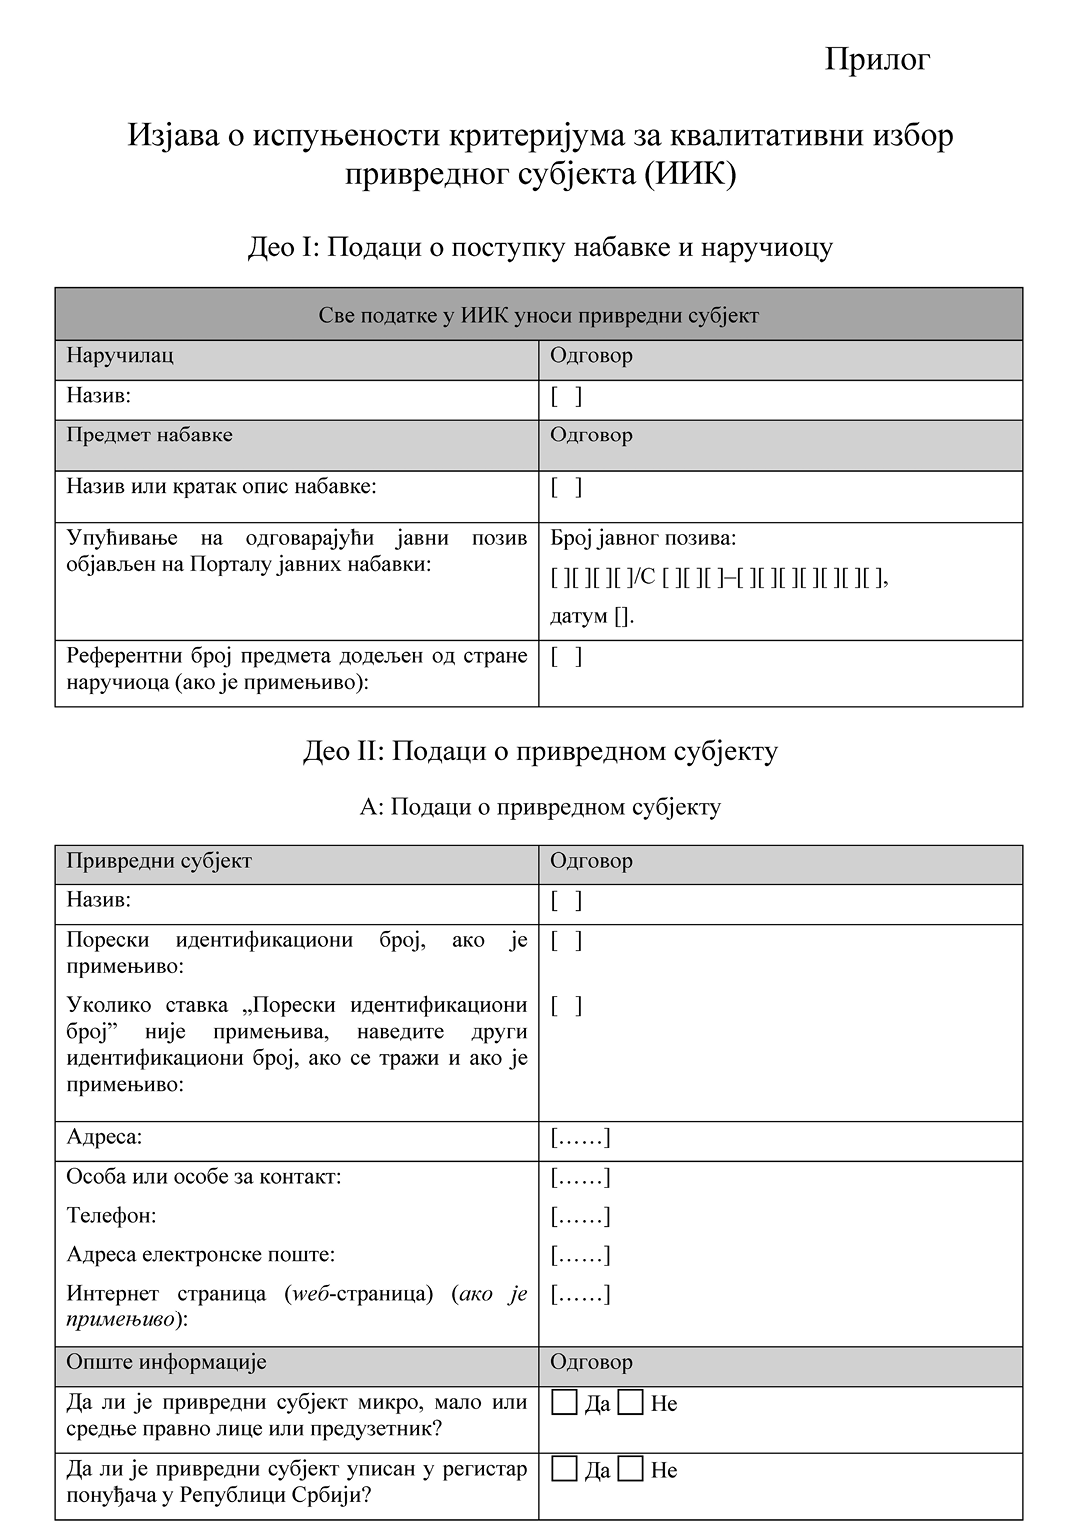 Прилог
Изјава о испуњености критеријума за квалитативни избор
привредног субјекта (ИИК)
Део I: Подаци о поступку набавке и наручиоцу
Све податке у ИИК уноси привредни субјект
Наручилац
Одговор
Назив:
[ ]
Предмет набавке
Одговор
Назив или кратак опис набавке:
[ ]
Упућивање на одговарајући јавни позив
објављен на Порталу јавних набавки:
Број јавног позива:
[ ][ ][ ][ ]/С [ ][ ][ ]–[ ][ ][ ][ ][ ][ ][ ],
датум [].
Референтни број предмета додељен од стране
наручиоца (ако је примењиво):
[ ]
Део II: Подаци о привредном субјекту
А: Подаци о привредном субјекту
Привредни субјект
Одговор
Назив:
[ ]
Порески идентификациони број, ако је
примењиво:
[ ]
Уколико ставка „Порески идентификациони
број” није примењива, наведите други
идентификациони број, ако се тражи и ако је
примењиво:
[ ]
Адреса:
[……]
Особа или особе за контакт:
[……]
Телефон:
[……]
Адреса електронске поште:
[……]
Интернет страница (wеб-страница) (ако је
примењиво):
[……]
Опште информације
Одговор
Да ли је привредни субјект микро, мало или
средње правно лице или предузетник?
Да Не
Да ли је привредни субјект уписан у регистар
понуђача у Републици Србији?
Да Не